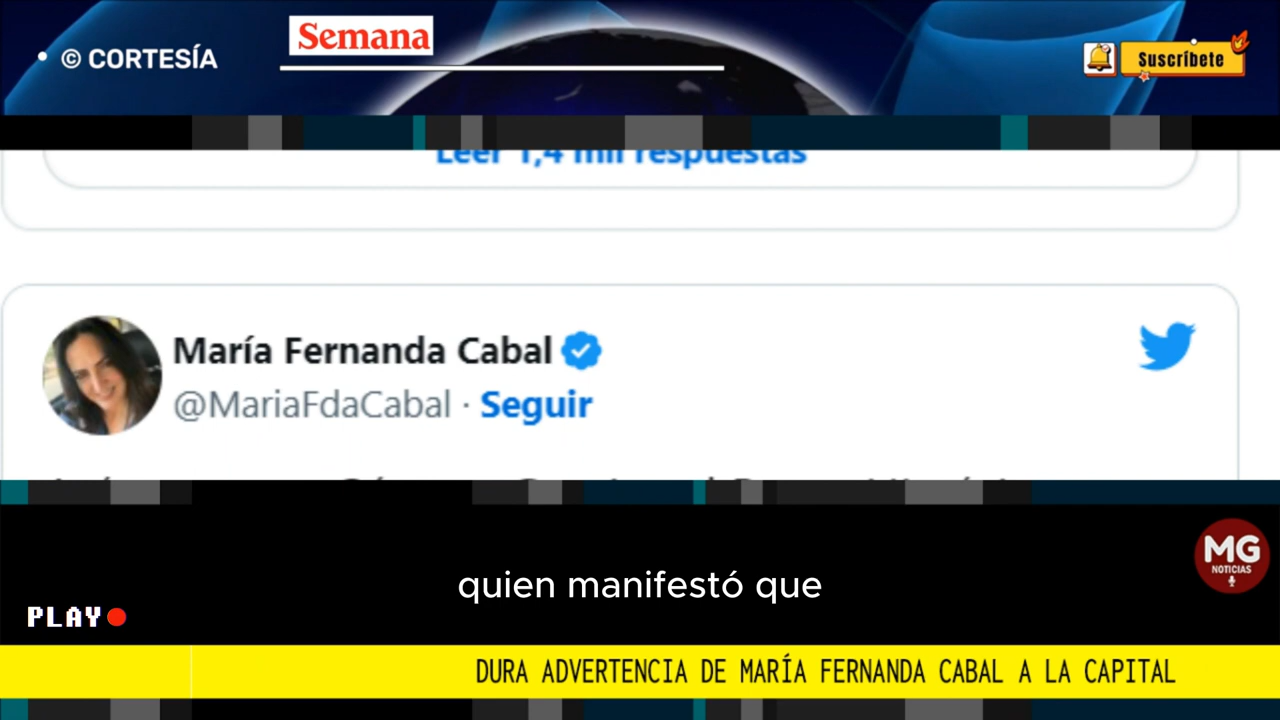 © CORTESÍA
Semana
Suscríbete
Leer 1,4 mil respuestas
María Fernanda Cabal
@MariaFdaCabal · Seguir
quien manifestó que
MG
NOTICIAS
PLAY
DURA ADVERTENCIA DE MARÍA FERNANDA CABAL A LA CAPITAL